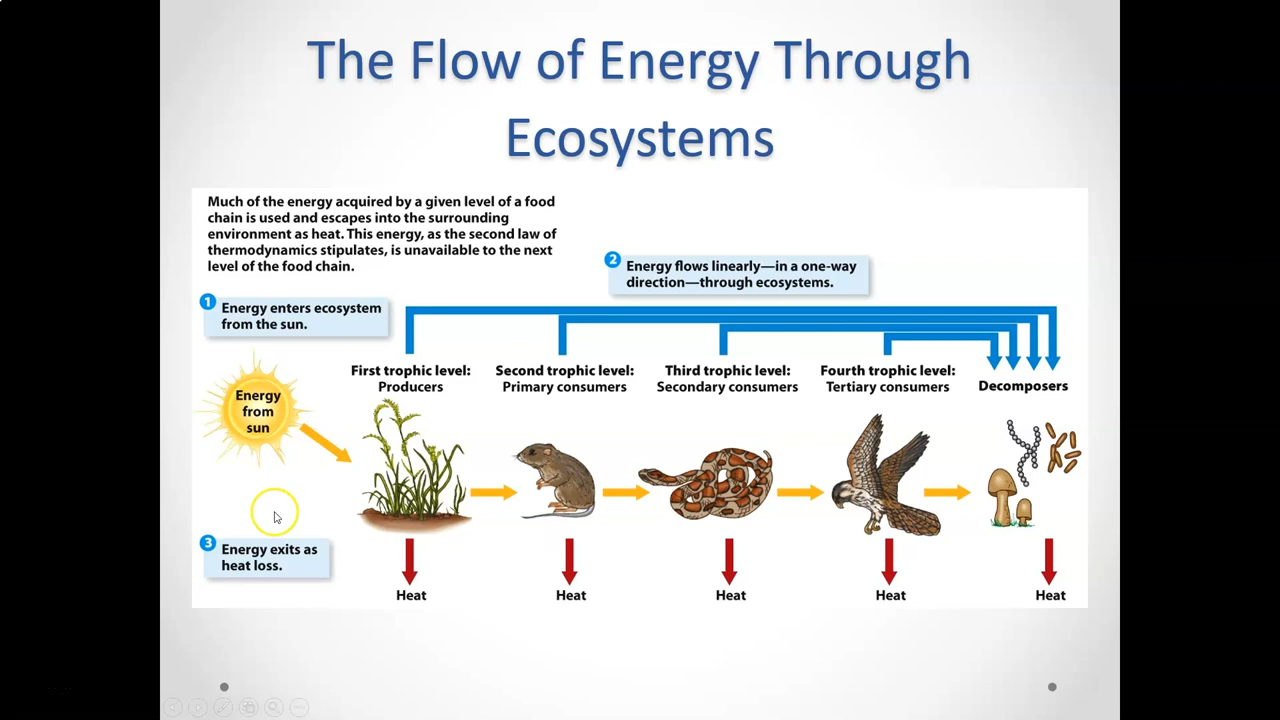 The Flow of Energy Through
Ecosystems
Much of the energy acquired by a given level of a food
chain is used and escapes into the surrounding
environment as heat. This energy, as the second law of
thermodynamics stipulates, is unavailable to the next
level of the food chain.
2 Energy flows linearly—in a one-way
direction—through ecosystems.
1 Energy enters ecosystem
from the sun.
First trophic level:
Producers
Second trophic level:
Primary consumers
Third trophic level:
Secondary consumers
Fourth trophic level:
Tertiary consumers
Decomposers
Energy
from
sun
3 Energy exits as
heat loss.
Heat
Heat
Heat
Heat
Heat